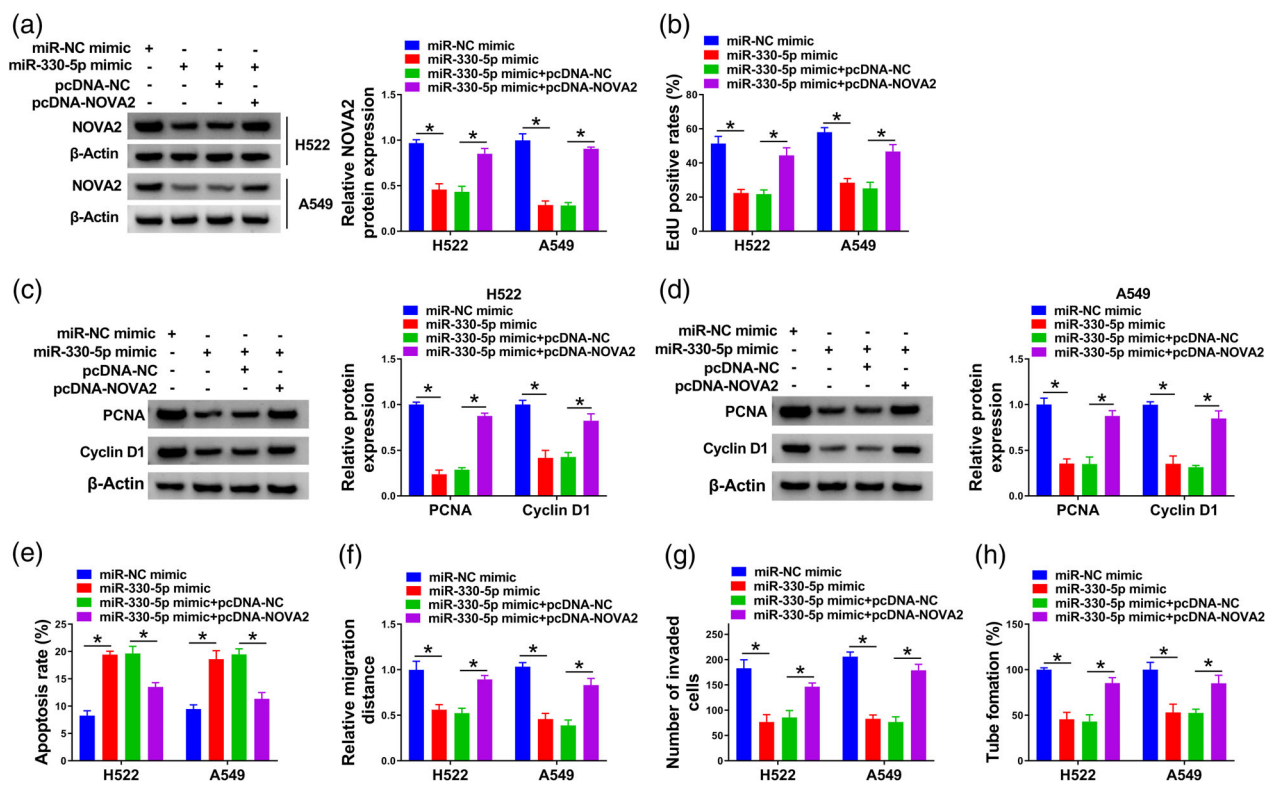 (a)
miR-NC mimic + - - -
miR-330-5p mimic - + + +
pcDNA-NC - - + -
pcDNA-NOVA2 - - - +
NOVA2
β-Actin
H522
NOVA2
β-Actin
A549
miR-NC mimic
miR-330-5p mimic
miR-330-5p mimic+pcDNA-NC
miR-330-5p mimic+pcDNA-NOVA2
Relative NOVA2
protein expression
1.5
1.0
0.5
0.0
* * * *
H522 A549
(b)
miR-NC mimic
miR-330-5p mimic
miR-330-5p mimic+pcDNA-NC
miR-330-5p mimic+pcDNA-NOVA2
EdU positive rates (%)
80
60
40
20
0
* * * *
H522 A549
(c)
miR-NC mimic + - - -
miR-330-5p mimic - + + +
pcDNA-NC - - + -
pcDNA-NOVA2 - - - +
PCNA
Cyclin D1
β-Actin
H522
miR-NC mimic
miR-330-5p mimic
miR-330-5p mimic+pcDNA-NC
miR-330-5p mimic+pcDNA-NOVA2
Relative protein
expression
1.5
1.0
0.5
0.0
* * * *
PCNA Cyclin D1
(d)
miR-NC mimic + - - -
miR-330-5p mimic - + + +
pcDNA-NC - - + -
pcDNA-NOVA2 - - - +
PCNA
Cyclin D1
β-Actin
A549
miR-NC mimic
miR-330-5p mimic
miR-330-5p mimic+pcDNA-NC
miR-330-5p mimic+pcDNA-NOVA2
Relative protein
expression
1.5
1.0
0.5
0.0
* * * *
PCNA Cyclin D1
(e)
miR-NC mimic
miR-330-5p mimic
miR-330-5p mimic+pcDNA-NC
miR-330-5p mimic+pcDNA-NOVA2
Apoptosis rate (%)
25
20
15
10
5
0
* * * *
H522 A549
(f)
miR-NC mimic
miR-330-5p mimic
miR-330-5p mimic+pcDNA-NC
miR-330-5p mimic+pcDNA-NOVA2
Relative migration
distance
1.5
1.0
0.5
0.0
* * * *
H522 A549
(g)
miR-NC mimic
miR-330-5p mimic
miR-330-5p mimic+pcDNA-NC
miR-330-5p mimic+pcDNA-NOVA2
Number of invaded
cells
250
200
150
100
50
0
* * * *
H522 A549
(h)
miR-NC mimic
miR-330-5p mimic
miR-330-5p mimic+pcDNA-NC
miR-330-5p mimic+pcDNA-NOVA2
Tube fomation (%)
150
100
50
0
* * * *
H522 A549